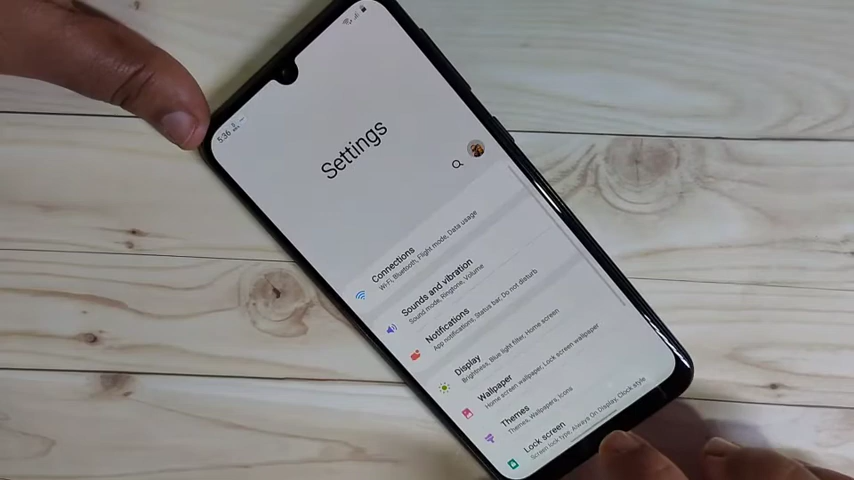 5:36
Settings
Connections
Wi-Fi, Bluetooth, Flight mode, Data usage
Sounds and vibration
Sound mode, Ringtone, Volume
Notifications
App notifications, Status bar, Do not disturb
Display
Brightness, Blue light filter, Home screen
Wallpaper
Home screen wallpaper, Lock screen wallpaper
Themes
Themes, Wallpapers, Icons
Lock screen
Screen lock type, Always On Display, Clock style